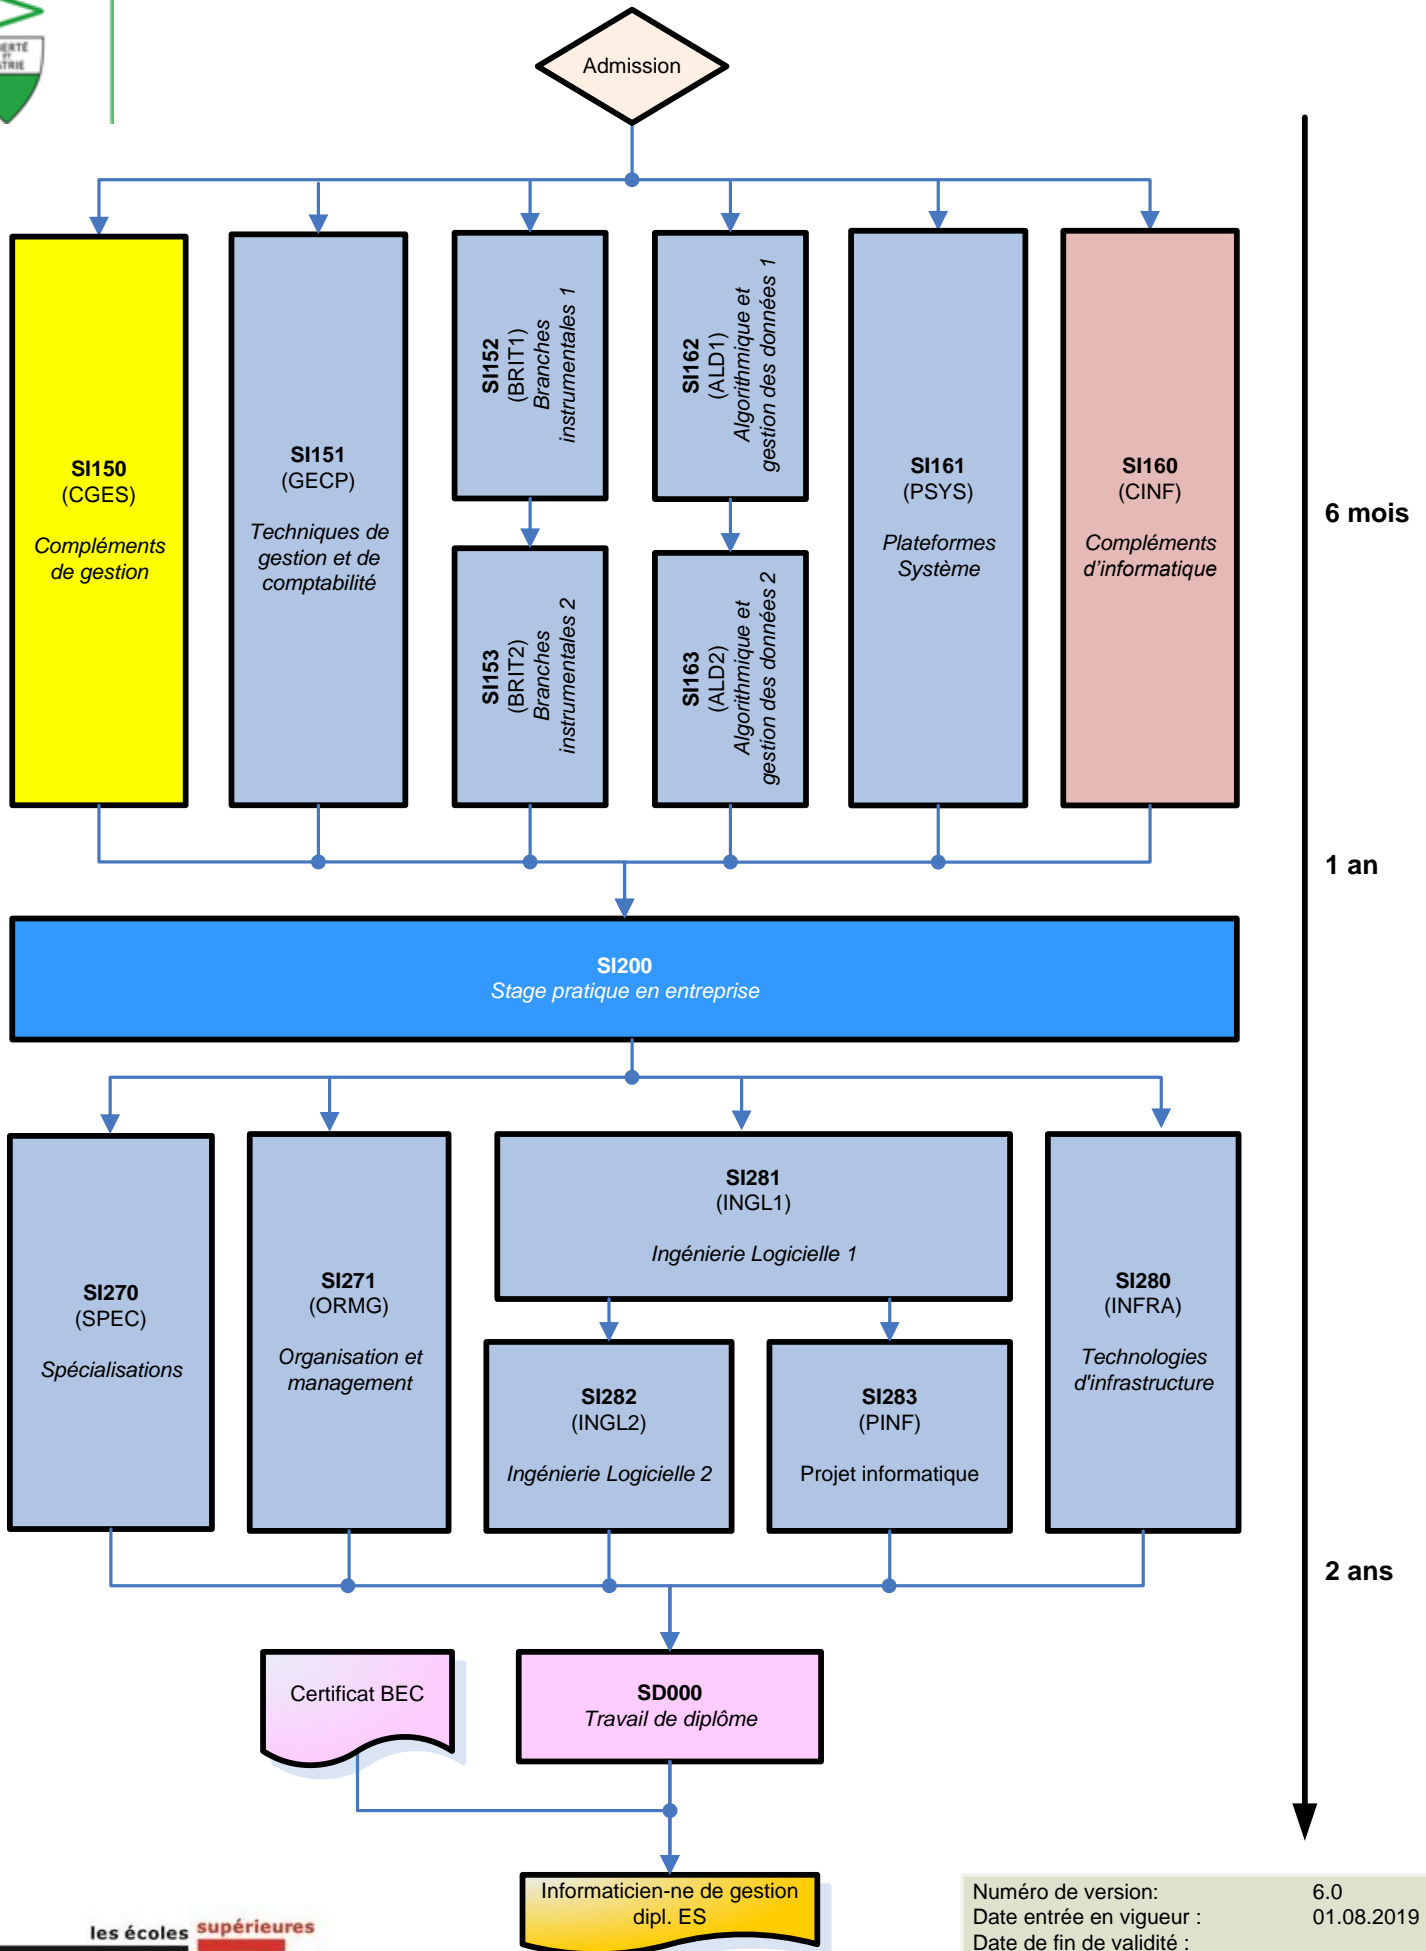 Admission
SI150
(CGES)
Compléments
de gestion
SI151
(GECP)
Techniques de
gestion et de
comptabilité
SI152
(BRIT1)
Branches
instrumentales 1
SI162
(ALD1)
Algorithmique et
gestion des données 1
SI161
(PSYS)
Plateformes
Système
SI160
(CINF)
Compléments
d'informatique
6 mois
SI153
(BRIT2)
Branches
instrumentales 2
SI163
(ALD2)
Algorithmique et
gestion des données 2
1 an
SI200
Stage pratique en entreprise
SI270
(SPEC)
Spécialisations
SI271
(ORMG)
Organisation et
management
SI281
(INGL1)
Ingénierie Logicielle 1
SI280
(INFRA)
Technologies
d'infrastructure
SI282
(INGL2)
Ingénierie Logicielle 2
SI283
(PINF)
Projet informatique
2 ans
Certificat BEC
SD000
Travail de diplôme
Informaticien-ne de gestion
dipl. ES
les écoles supérieures
Numéro de version: 6.0
Date entrée en vigueur : 01.08.2019
Date de fin de validité :